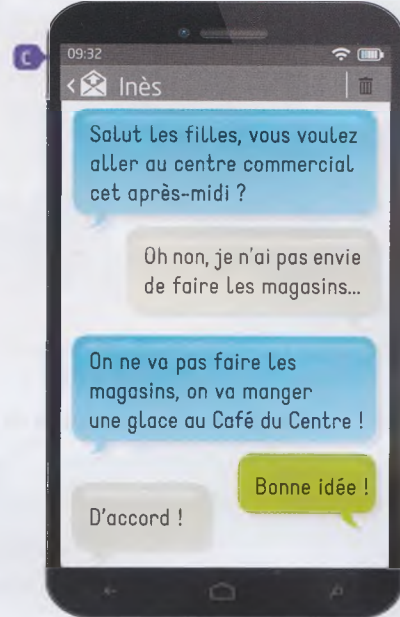 C
09:32
Inès
Salut les filles, vous voulez
aller au centre commercial
cet après-midi ?
Oh non, je n'ai pas envie
de faire les magasins...
On ne va pas faire les
magasins, on va manger
une glace au Café du Centre !
Bonne idée !
D'accord !